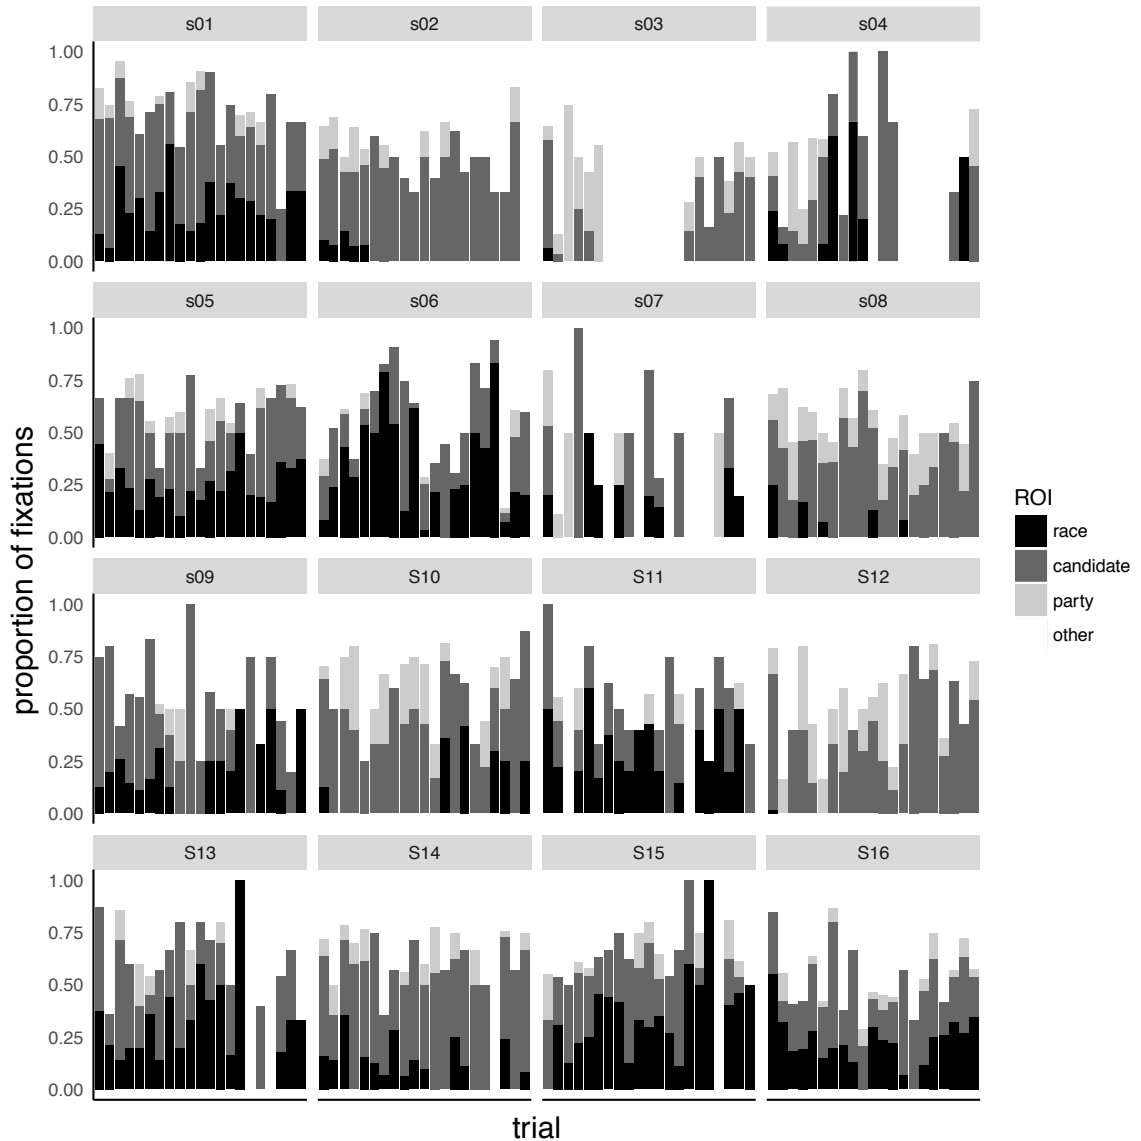 s01 s02 s03 s04
1.00
0.75
0.50
0.25
0.00
s05 s06 s07 s08
1.00
0.75
0.50
0.25
0.00
s09 S10 S11 S12
1.00
0.75
0.50
0.25
0.00
S13 S14 S15 S16
1.00
0.75
0.50
0.25
0.00
proportion of fixations
trial
ROI
race
candidate
party
other